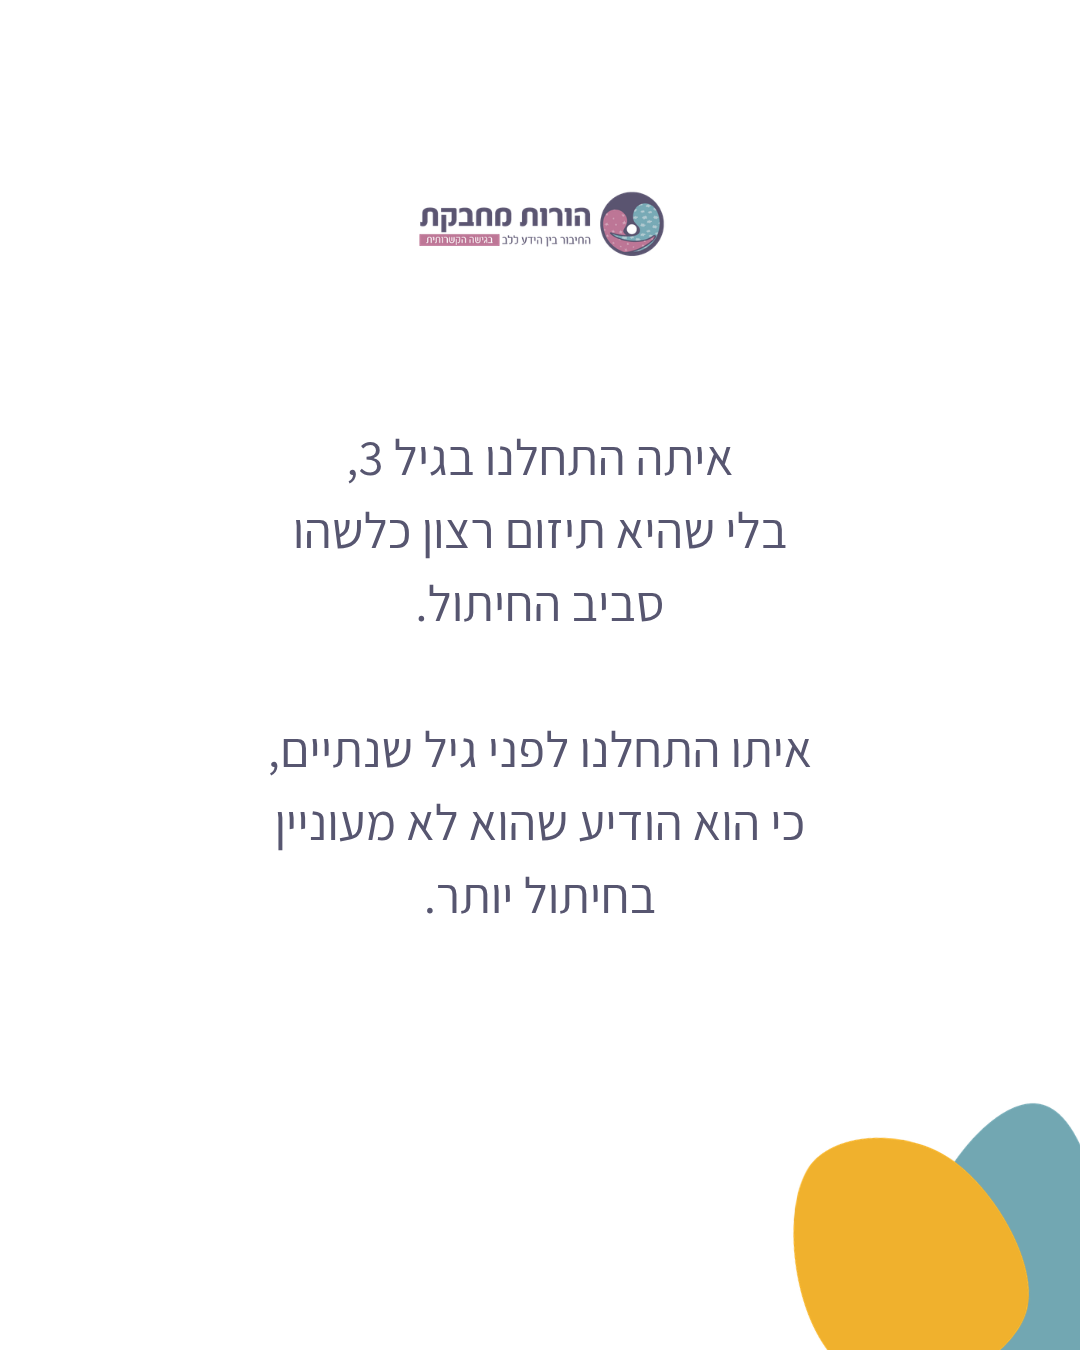 הורות מחבקת
החיבור בין הידע ללב בגישה הקשרותית
איתה התחלנו בגיל 3,
בלי שהיא תיזום רצון כלשהו
סביב החיתול.
איתו התחלנו לפני גיל שנתיים,
כי הוא הודיע שהוא לא מעוניין
בחיתול יותר.